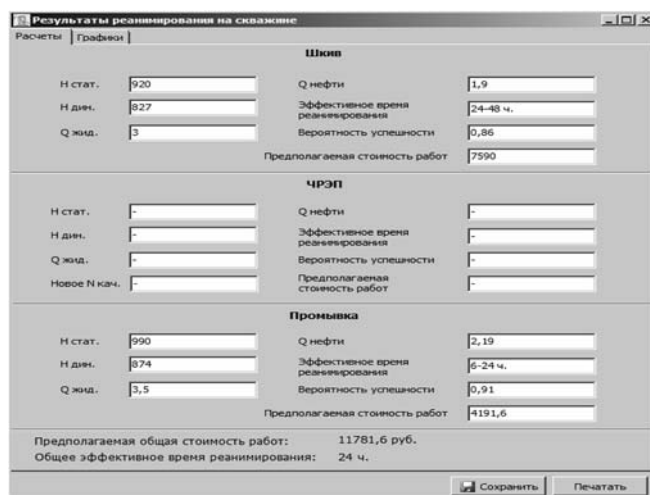 Результаты реанимирования на скважине
Расчеты Графики
Шкив
Н стат. 920 Q нефти 1,9
Н дин. 827 Эффективное время реанимирования 24-48 ч.
Q жид. 3 Вероятность успешности 0,86
Предполагаемая стоимость работ 7590
ЧРЭП
Н стат. - Q нефти -
Н дин. - Эффективное время реанимирования -
Q жид. - Вероятность успешности -
Новое N кач. - Предполагаемая стоимость работ -
Промывка
Н стат. 990 Q нефти 2,19
Н дин. 874 Эффективное время реанимирования 6-24 ч.
Q жид. 3,5 Вероятность успешности 0,91
Предполагаемая стоимость работ 4191,6
Предполагаемая общая стоимость работ: 11781,6 руб.
Общее эффективное время реанимирования: 24 ч.
Сохранить Печатать